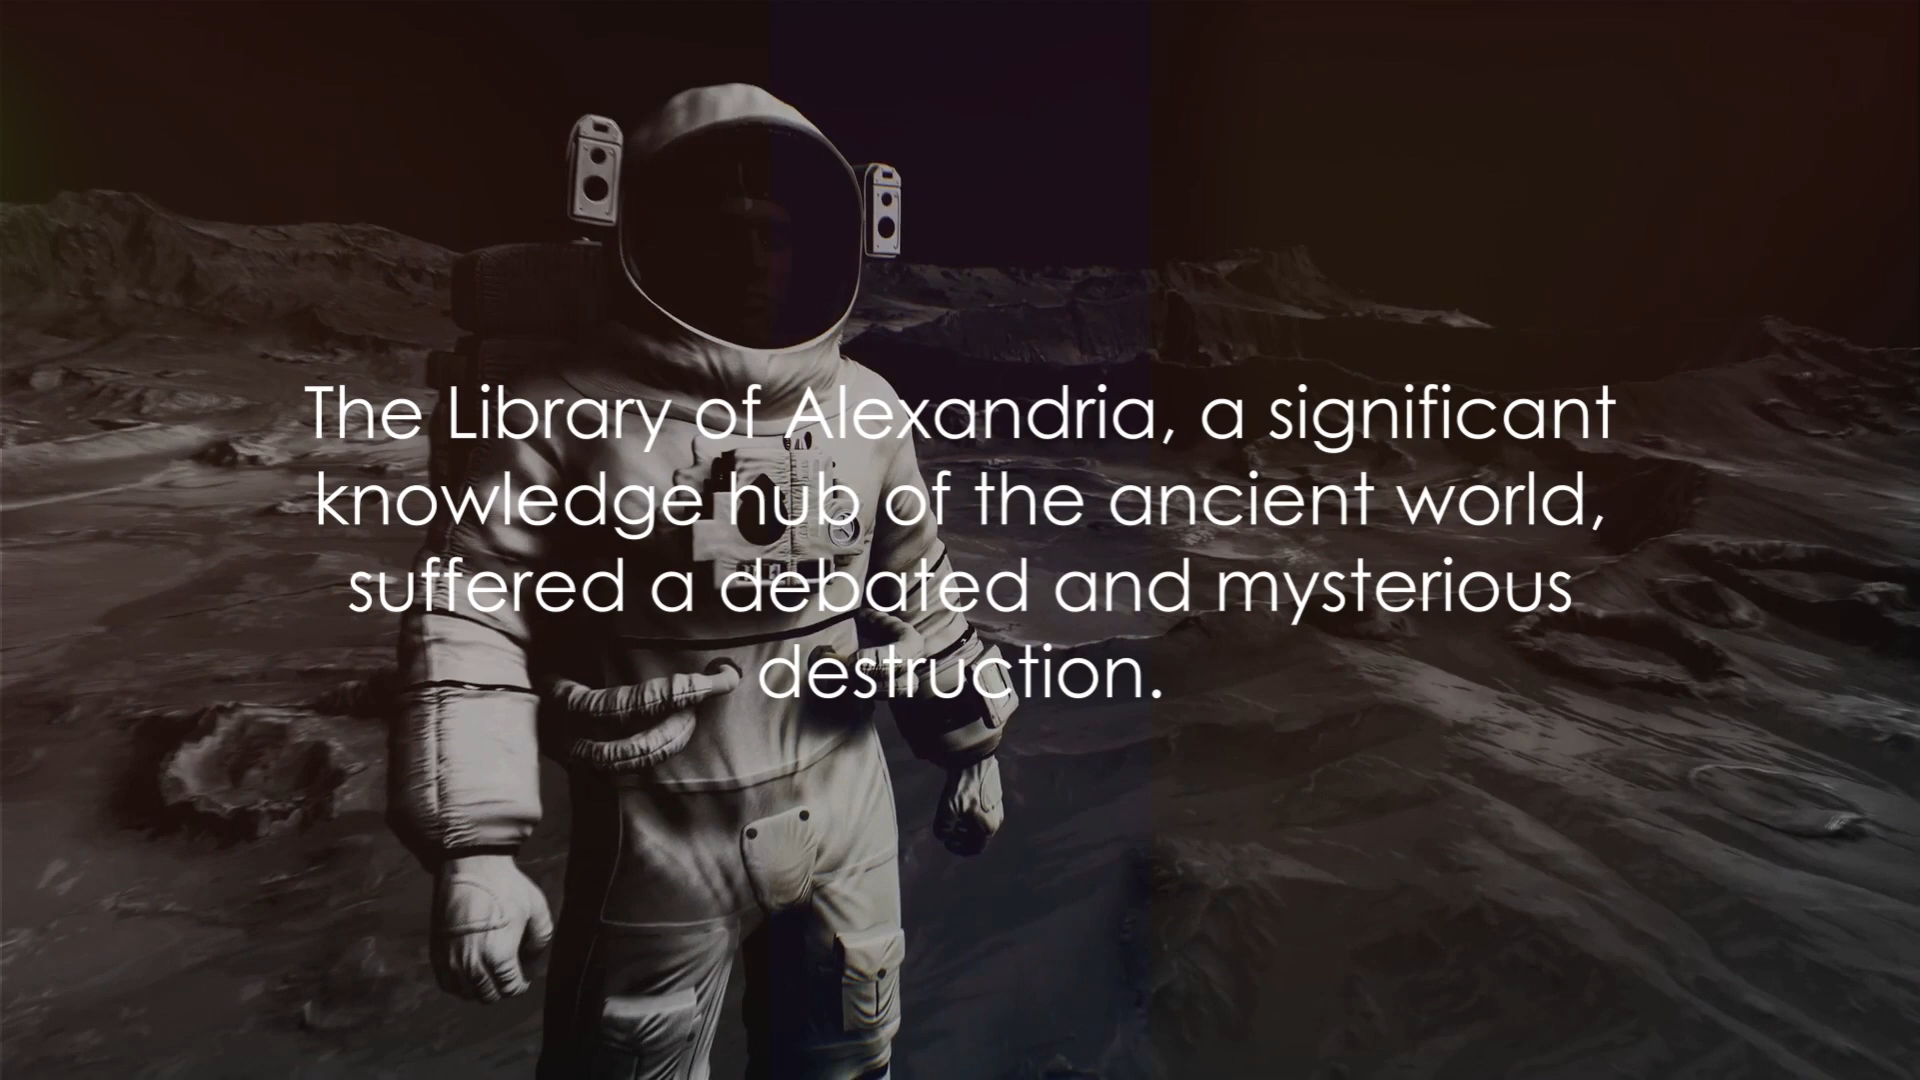 The Library of Alexandria, a significant
knowledge hub of the ancient world,
suffered a debated and mysterious
destruction.